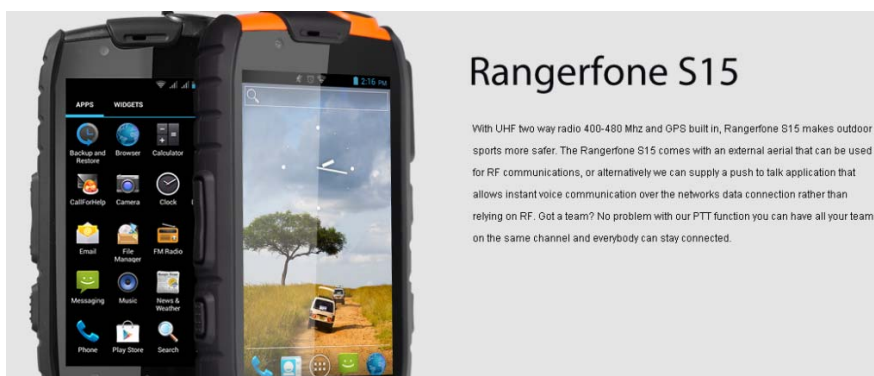 2:16 PM
APPS WIDGETS
Backup and Restore
Browser
Calculator
CallForHelp
Camera
Clock
Email
File Manager
FM Radio
Messaging
Music
News & Weather
Phone
Play Store
Search
Rangerfone S15
With UHF two way radio 400-480 Mhz and GPS built in, Rangerfone S15 makes outdoor
sports more safer. The Rangerfone S15 comes with an external aerial that can be used
for RF communications, or alternatively we can supply a push to talk application that
allows instant voice communication over the networks data connection rather than
relying on RF. Got a team? No problem with our PTT function you can have all your team
on the same channel and everybody can stay connected.